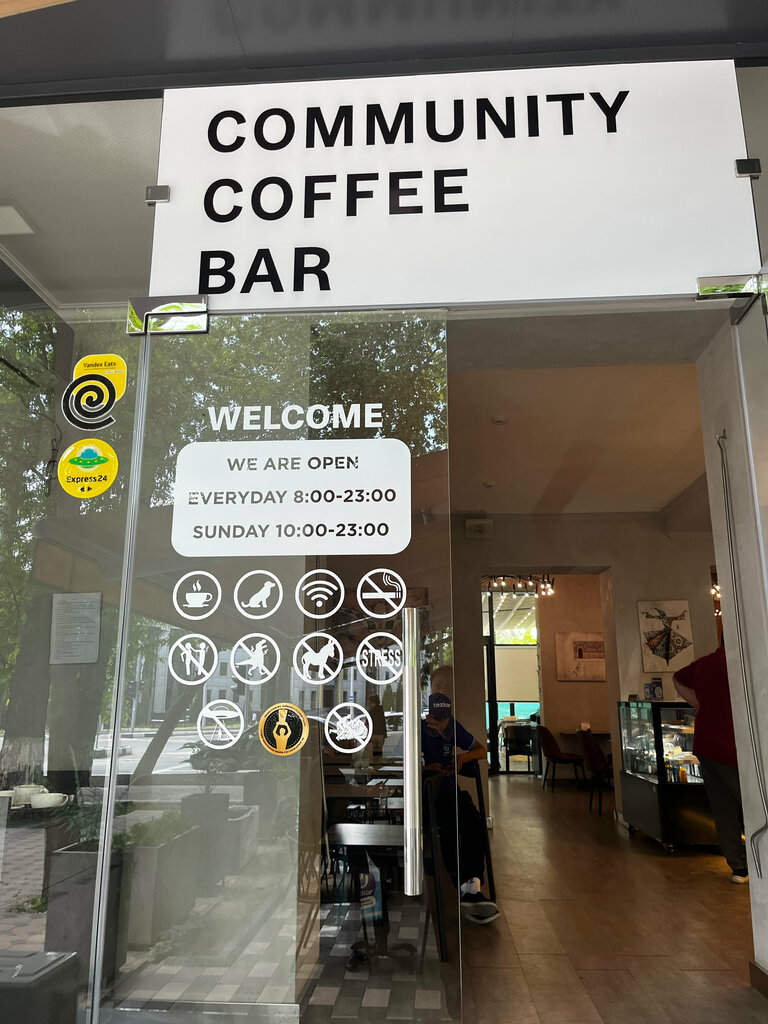 COMMUNITY
COFFEE
BAR
Yandex Eats
Express24
WELCOME
WE ARE OPEN
EVERYDAY 8:00-23:00
SUNDAY 10:00-23:00
STRESS